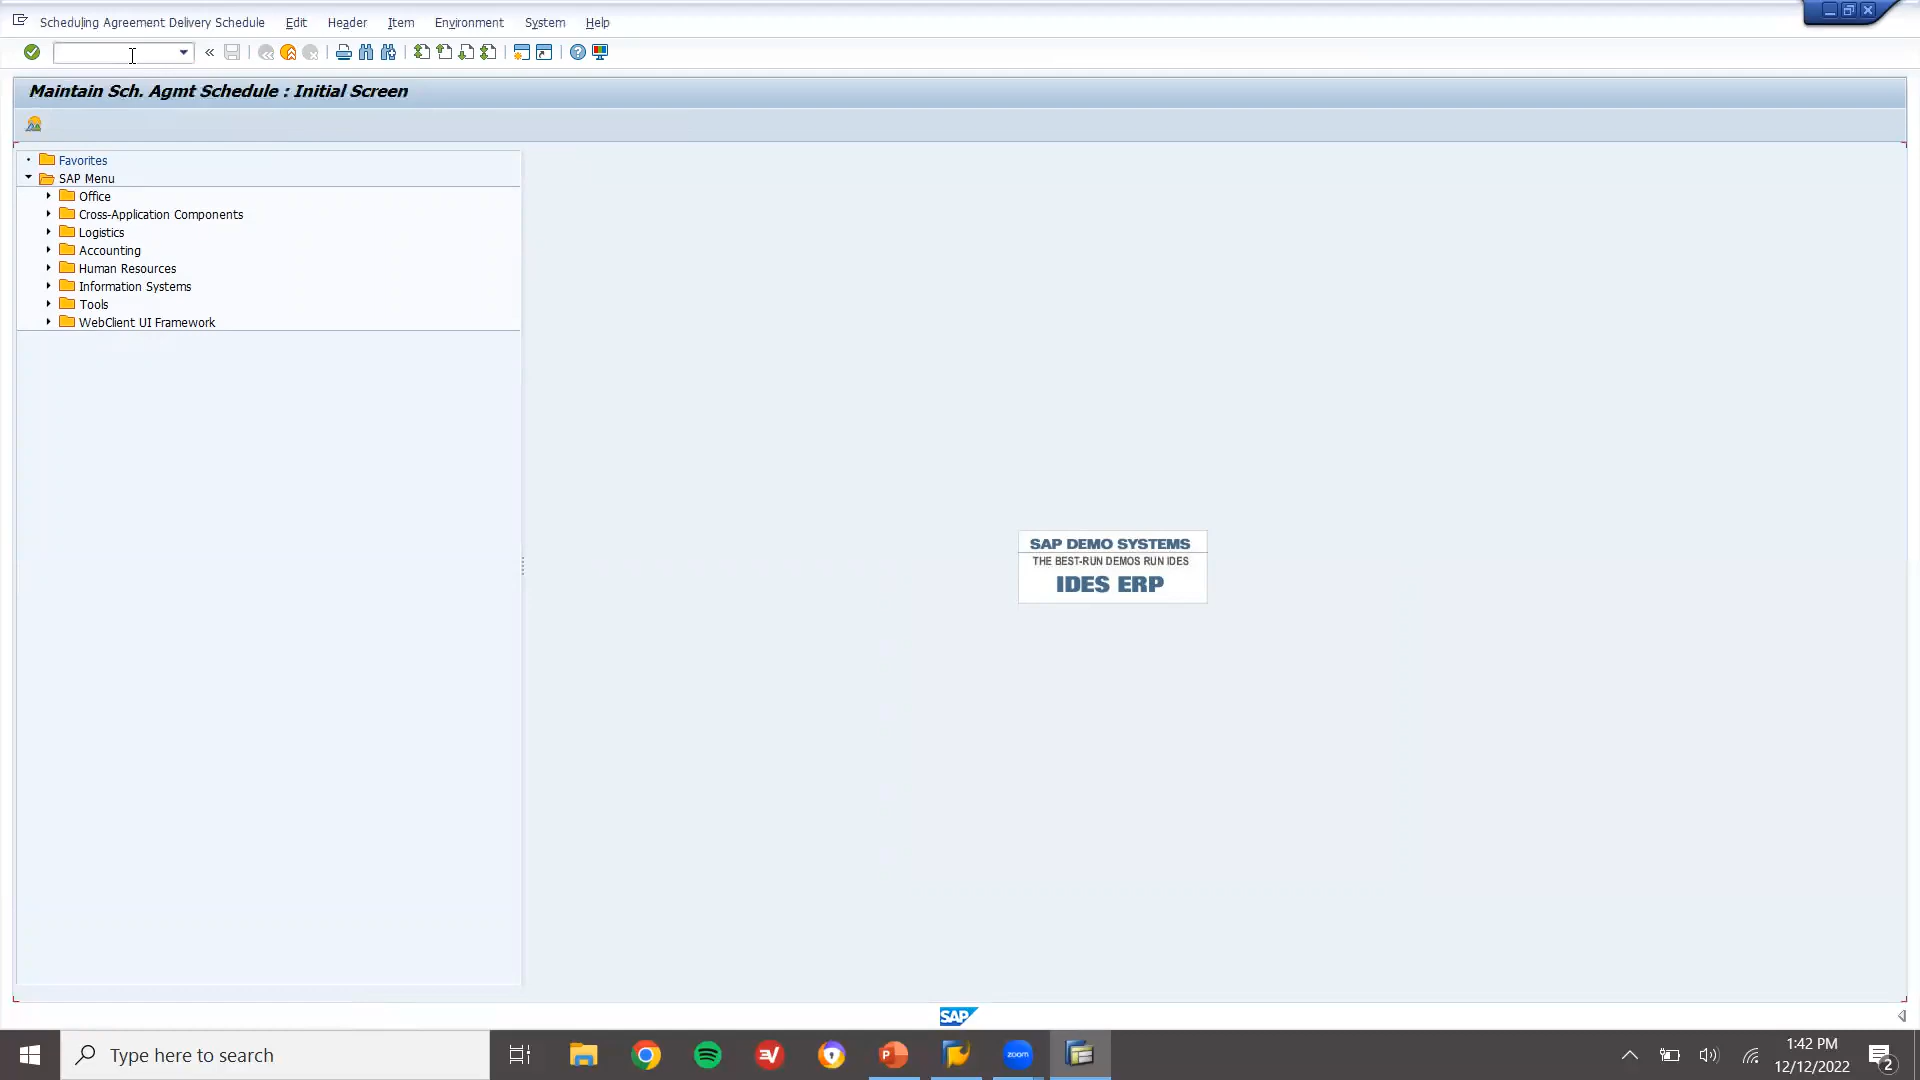 Scheduling Agreement Delivery Schedule Edit Header Item Environment System Help
Maintain Sch. Agmt Schedule : Initial Screen
Favorites
SAP Menu
Office
Cross-Application Components
Logistics
Accounting
Human Resources
Information Systems
Tools
WebClient UI Framework
SAP DEMO SYSTEMS
THE BEST-RUN DEMOS RUN IDES
IDES ERP
SAP
Type here to search
P
zoom
1:42 PM
12/12/2022
2